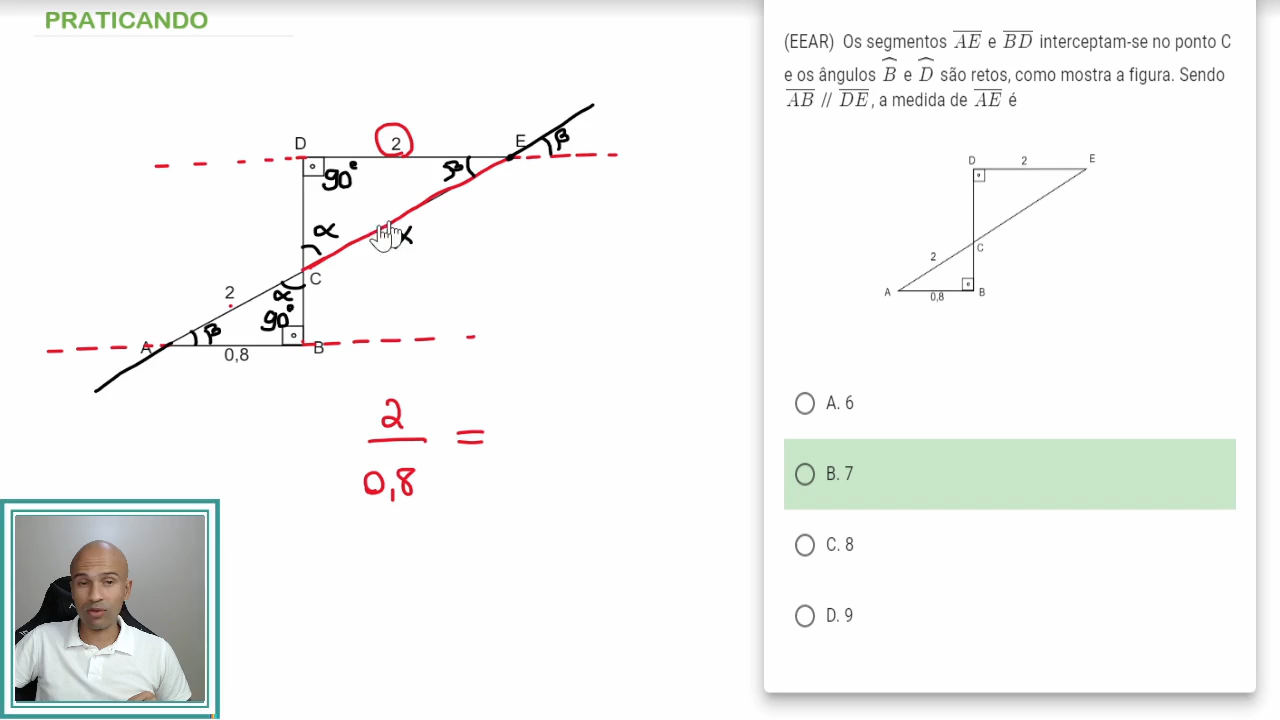 PRATICANDO
D 2 E β
90° β
α
x
2 C
α
90°
A β B
0,8
2
0,8 =
(EEAR) Os segmentos AE e BD interceptam-se no ponto C
e os ângulos B̂ e D̂ são retos, como mostra a figura. Sendo
AB // DE, a medida de AE é
D 2 E
C
2
A B
0,8
A. 6
B. 7
C. 8
D. 9